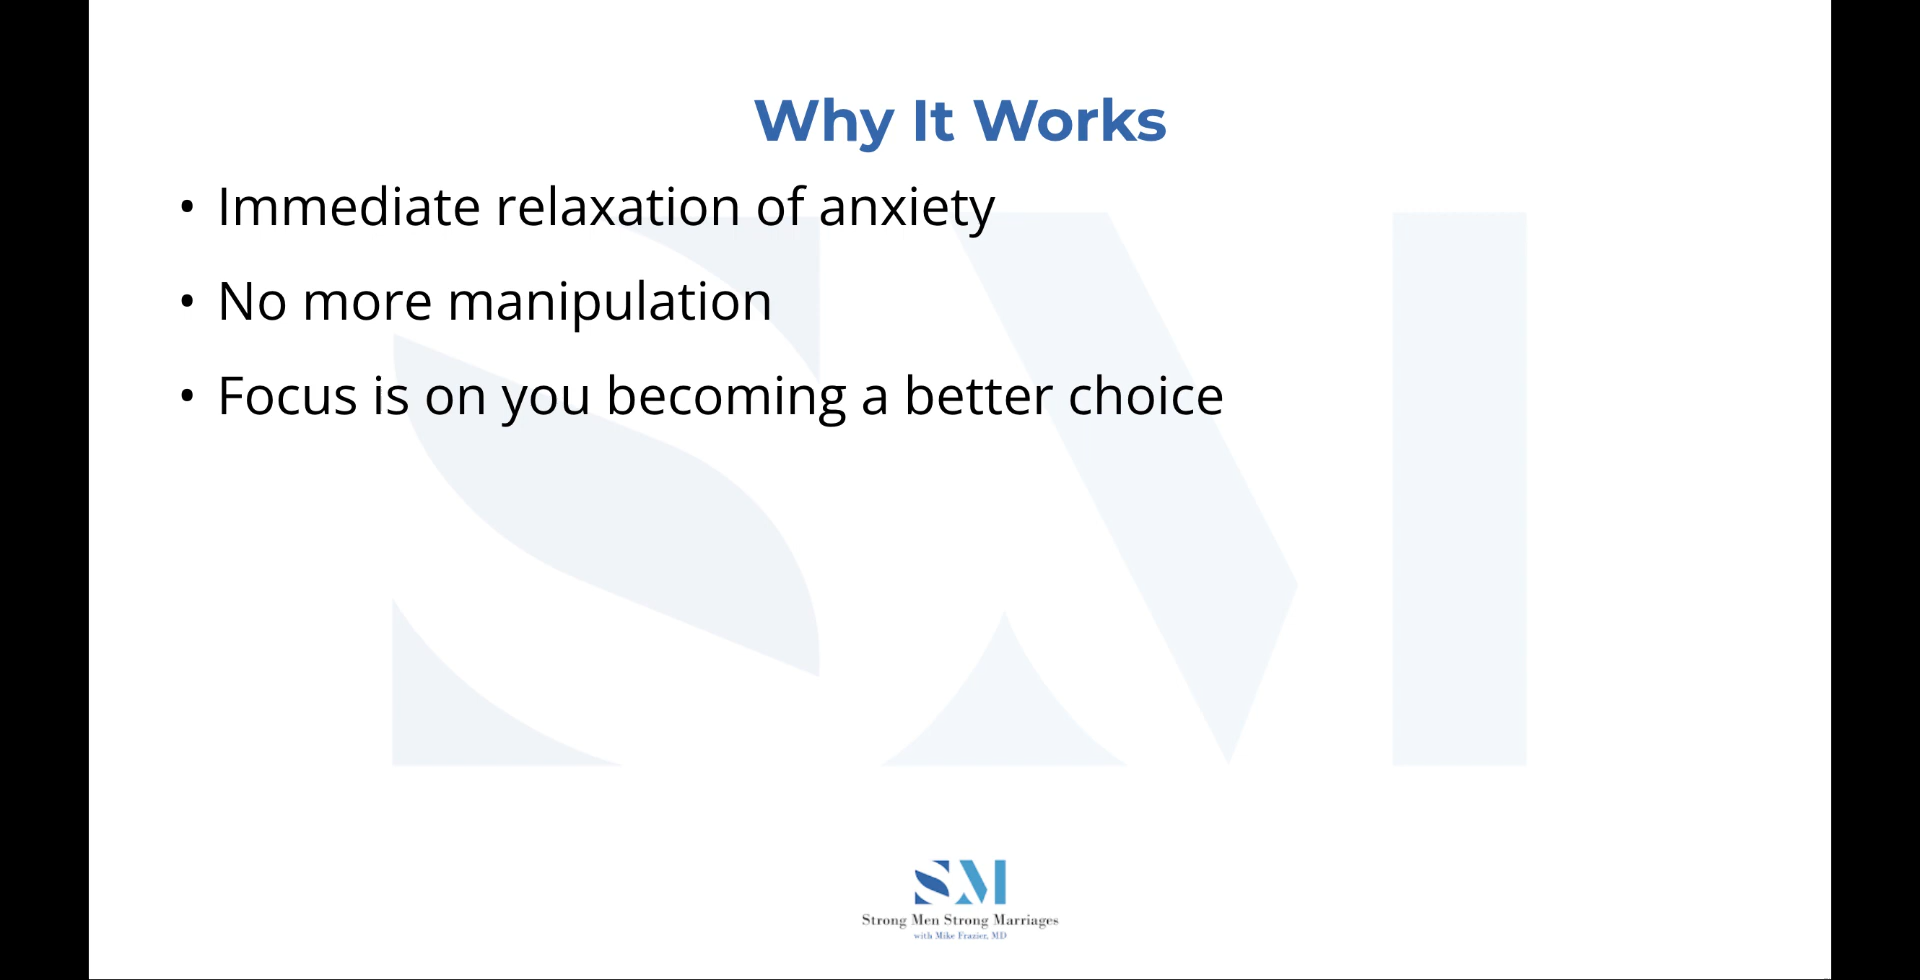 Why It Works
• Immediate relaxation of anxiety
• No more manipulation
• Focus is on you becoming a better choice
SM
Strong Men Strong Marriages
with Mike Frazier, MD